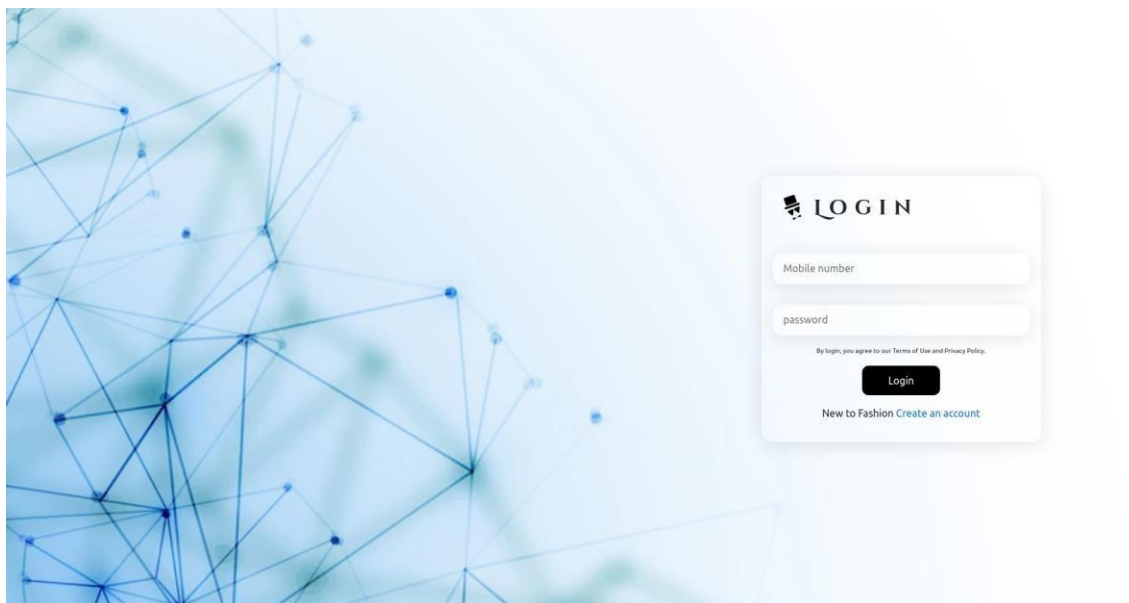 LOGIN
Mobile number
password
By login, you agree to our Terms of Use and Privacy Policy.
Login
New to Fashion Create an account